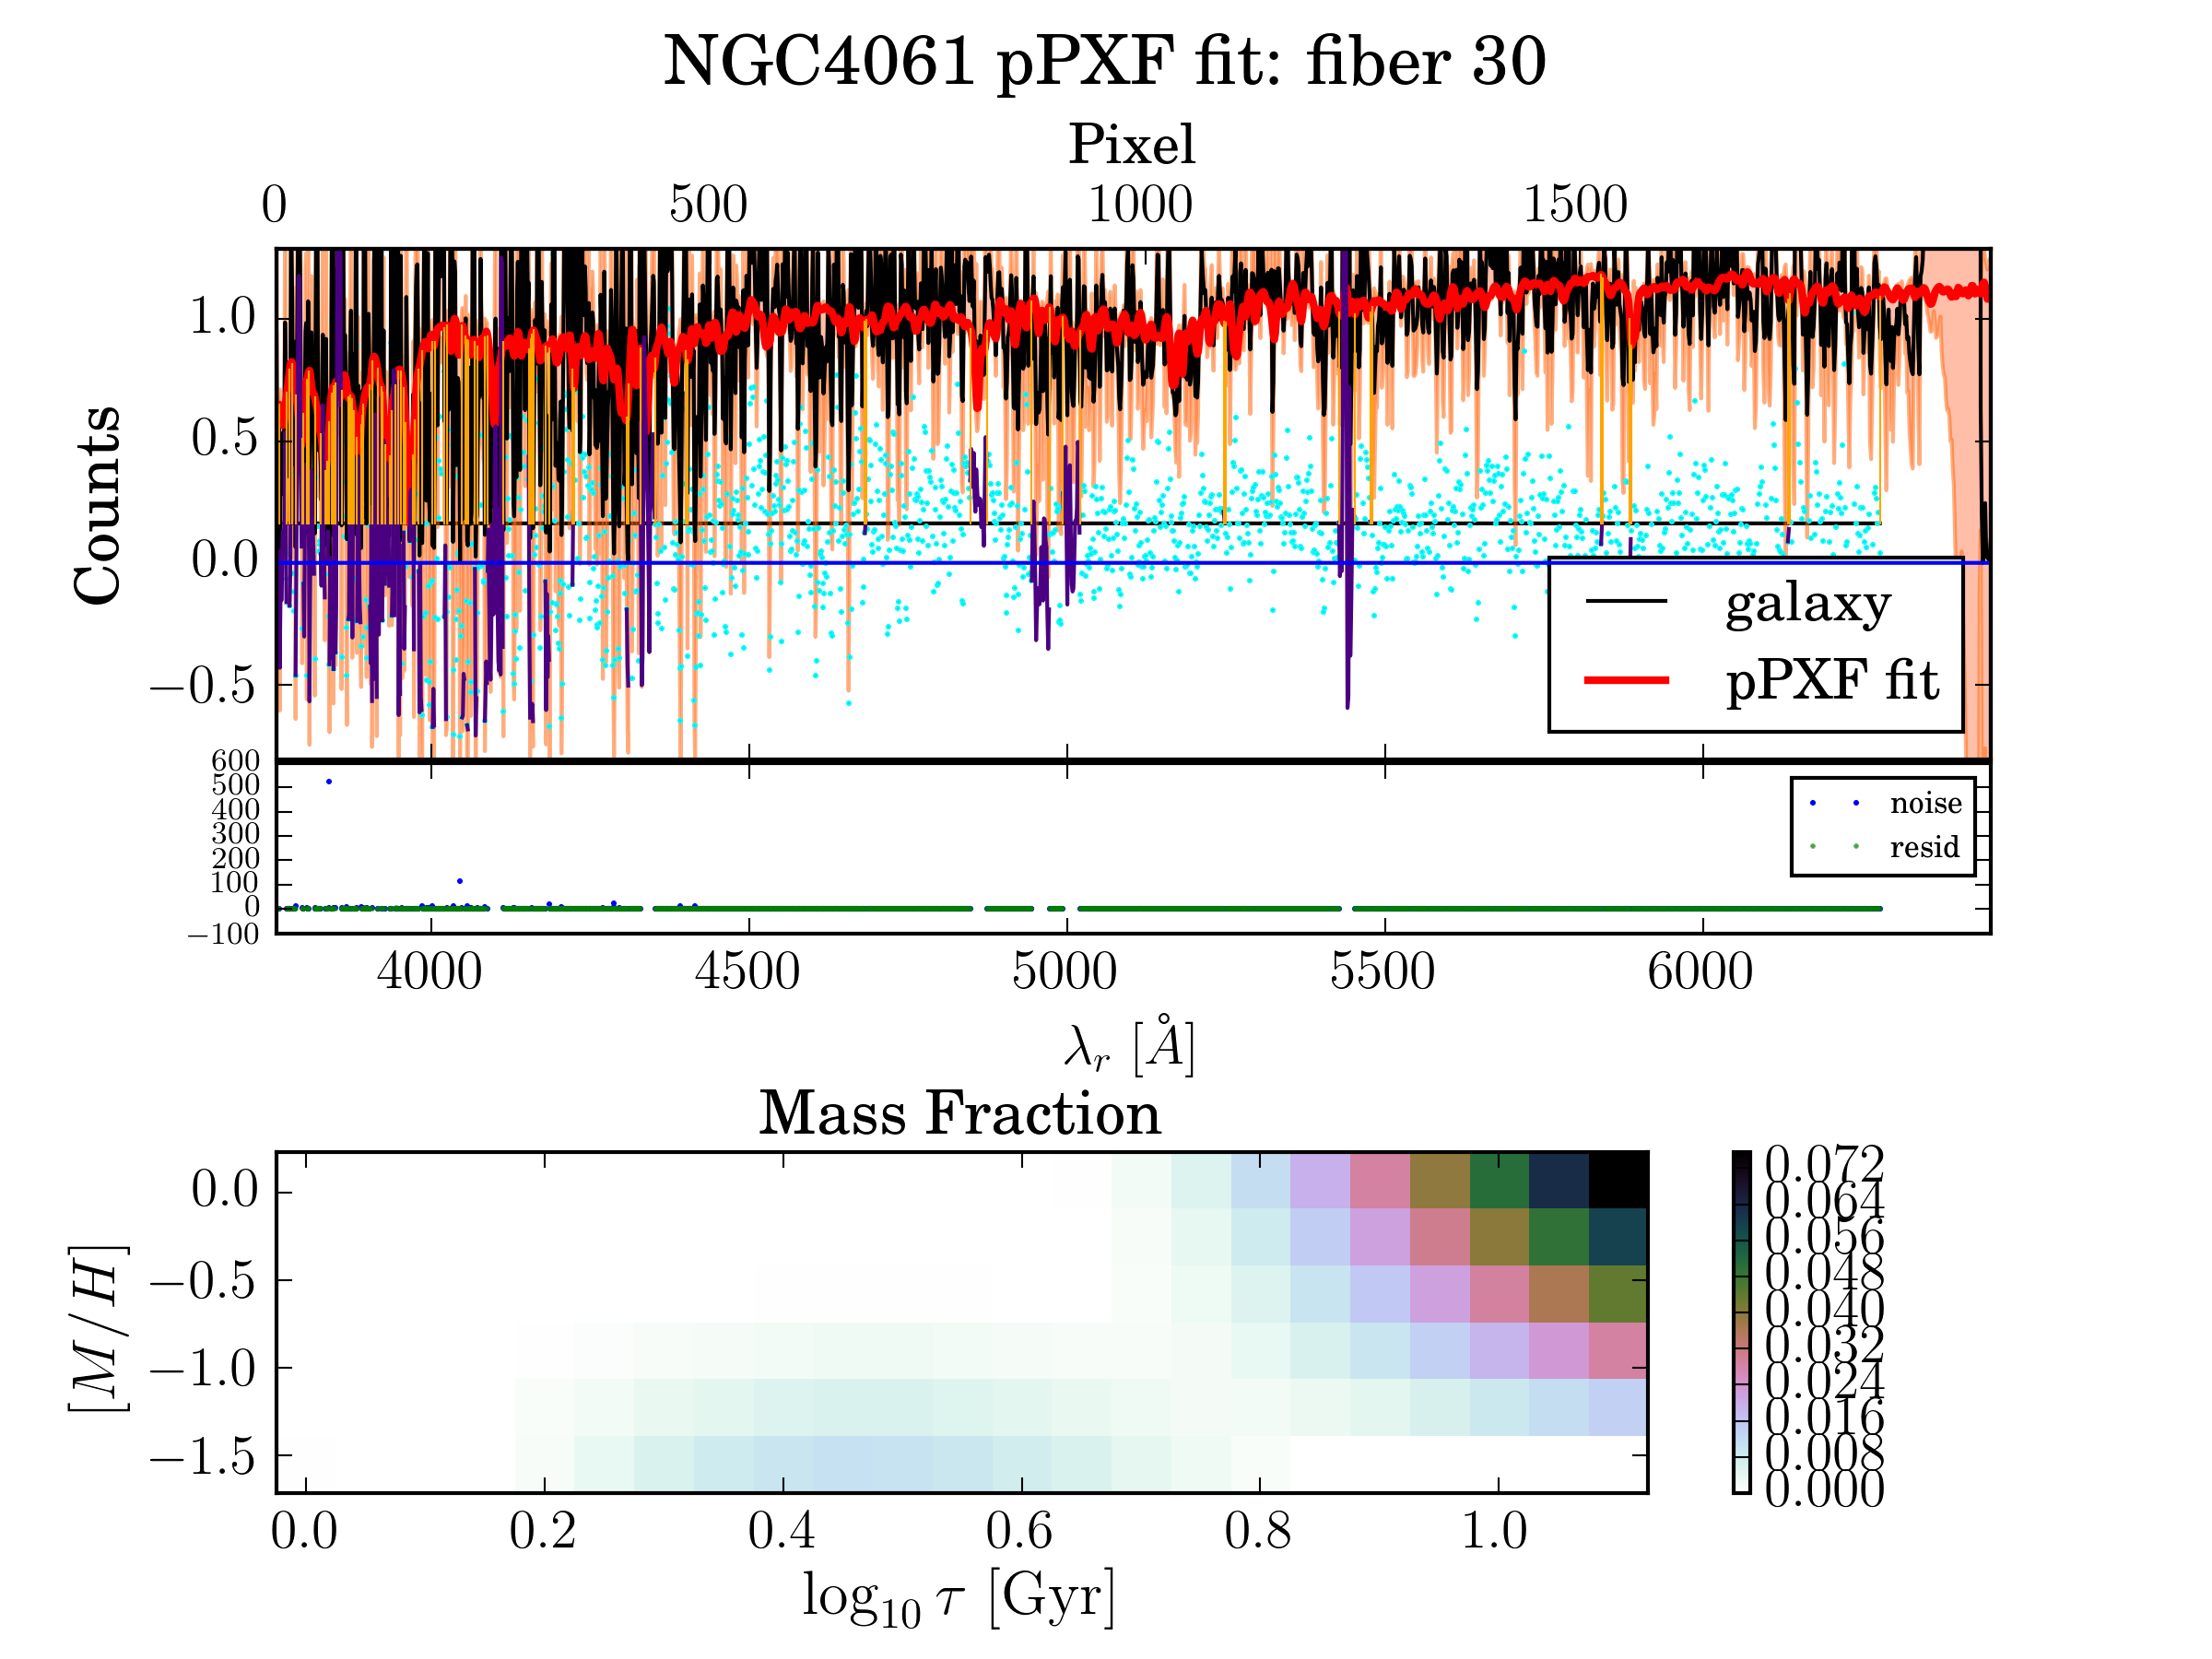 NGC4061 pPXF fit: fiber 30
Pixel
0 500 1000 1500
Counts
1.0
0.5
0.0
−0.5
galaxy
pPXF fit
600
500
400
300
200
100
0
−100
noise
resid
4000 4500 5000 5500 6000
λr [Å]
Mass Fraction
[M/H]
0.0
−0.5
−1.0
−1.5
0.0 0.2 0.4 0.6 0.8 1.0
log10 τ [Gyr]
0.072
0.064
0.056
0.048
0.040
0.032
0.024
0.016
0.008
0.000